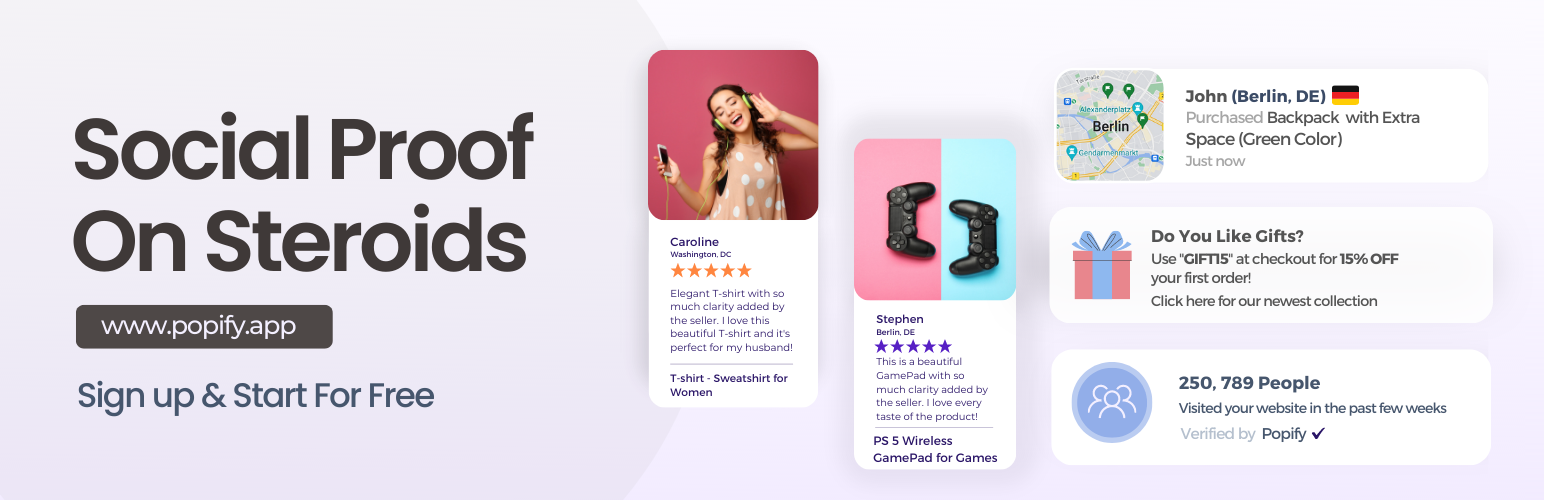 Social Proof
On Steroids
www.popify.app
Sign up & Start For Free
Caroline
Washington, DC
Elegant T-shirt with so
much clarity added by
the seller. I love this
beautiful T-shirt and it's
perfect for my husband!
T-shirt - Sweatshirt for
Women
Stephen
Berlin, DE
This is a beautiful
GamePad with so
much clarity added by
the seller. I love every
taste of the product!
PS 5 Wireless
GamePad for Games
Alexanderplatz
Berlin
Gendarmenmarkt
John (Berlin, DE)
Purchased Backpack with Extra
Space (Green Color)
Just now
Do You Like Gifts?
Use "GIFT15" at checkout for 15% OFF
your first order!
Click here for our newest collection
250, 789 People
Visited your website in the past few weeks
Verified by Popify